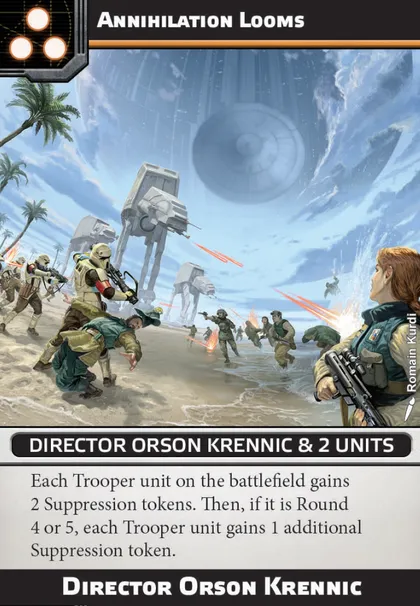 Annihilation Looms
Romain Kurdi
DIRECTOR ORSON KRENNIC & 2 UNITS
Each Trooper unit on the battlefield gains
2 Suppression tokens. Then, if it is Round
4 or 5, each Trooper unit gains 1 additional
Suppression token.
Director Orson Krennic